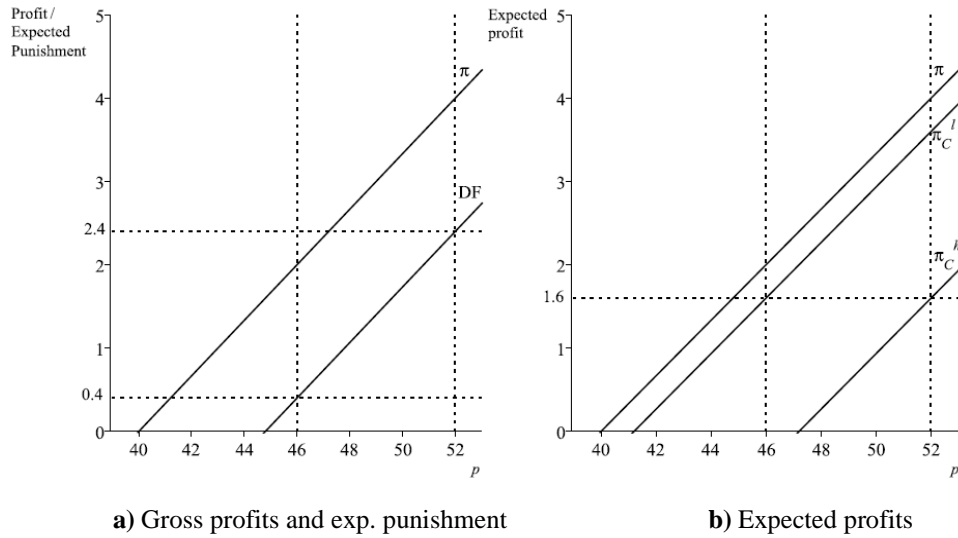 Profit /
Expected
Punishment
5
4
3
2.4
2
1
0.4
0
40
42
44
46
48
50
52
p
π
DF
Expected
profit
5
4
3
2
1.6
1
0
40
42
44
46
48
50
52
p
π
π_C^l
π_C^h
a) Gross profits and exp. punishment
b) Expected profits